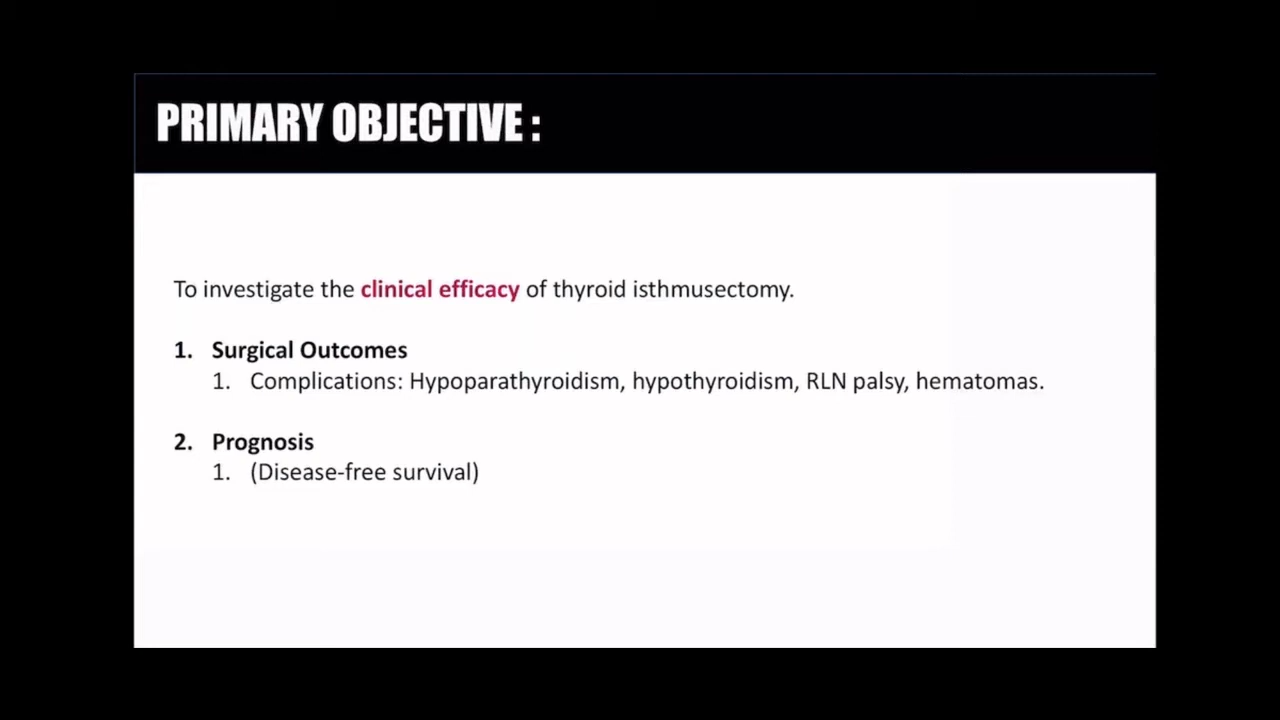 PRIMARY OBJECTIVE :
To investigate the clinical efficacy of thyroid isthmusectomy.
1. Surgical Outcomes
1. Complications: Hypoparathyroidism, hypothyroidism, RLN palsy, hematomas.
2. Prognosis
1. (Disease-free survival)